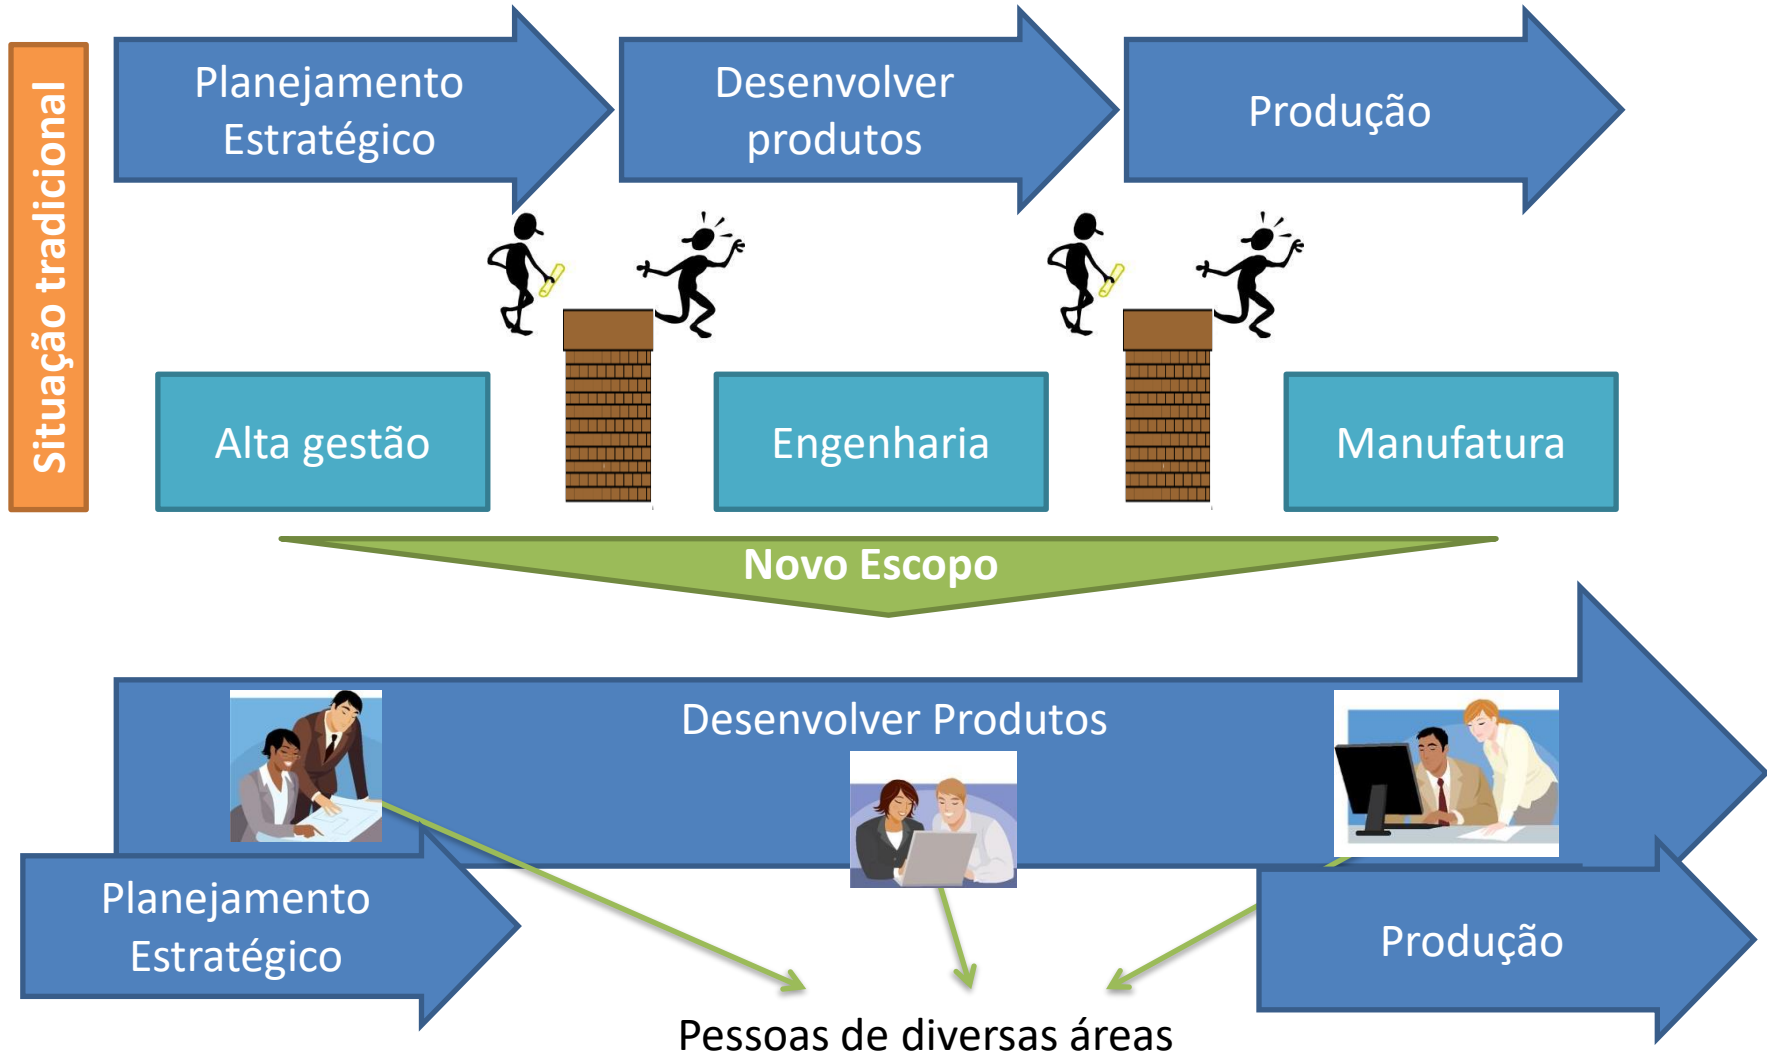 Situação tradicional
Planejamento
Estratégico
Desenvolver
produtos
Produção
Alta gestão
Engenharia
Manufatura
Novo Escopo
Desenvolver Produtos
Planejamento
Estratégico
Produção
Pessoas de diversas áreas